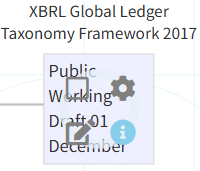 XBRL Global Ledger
Taxonomy Framework 2017
Public
Working
Draft 01
December